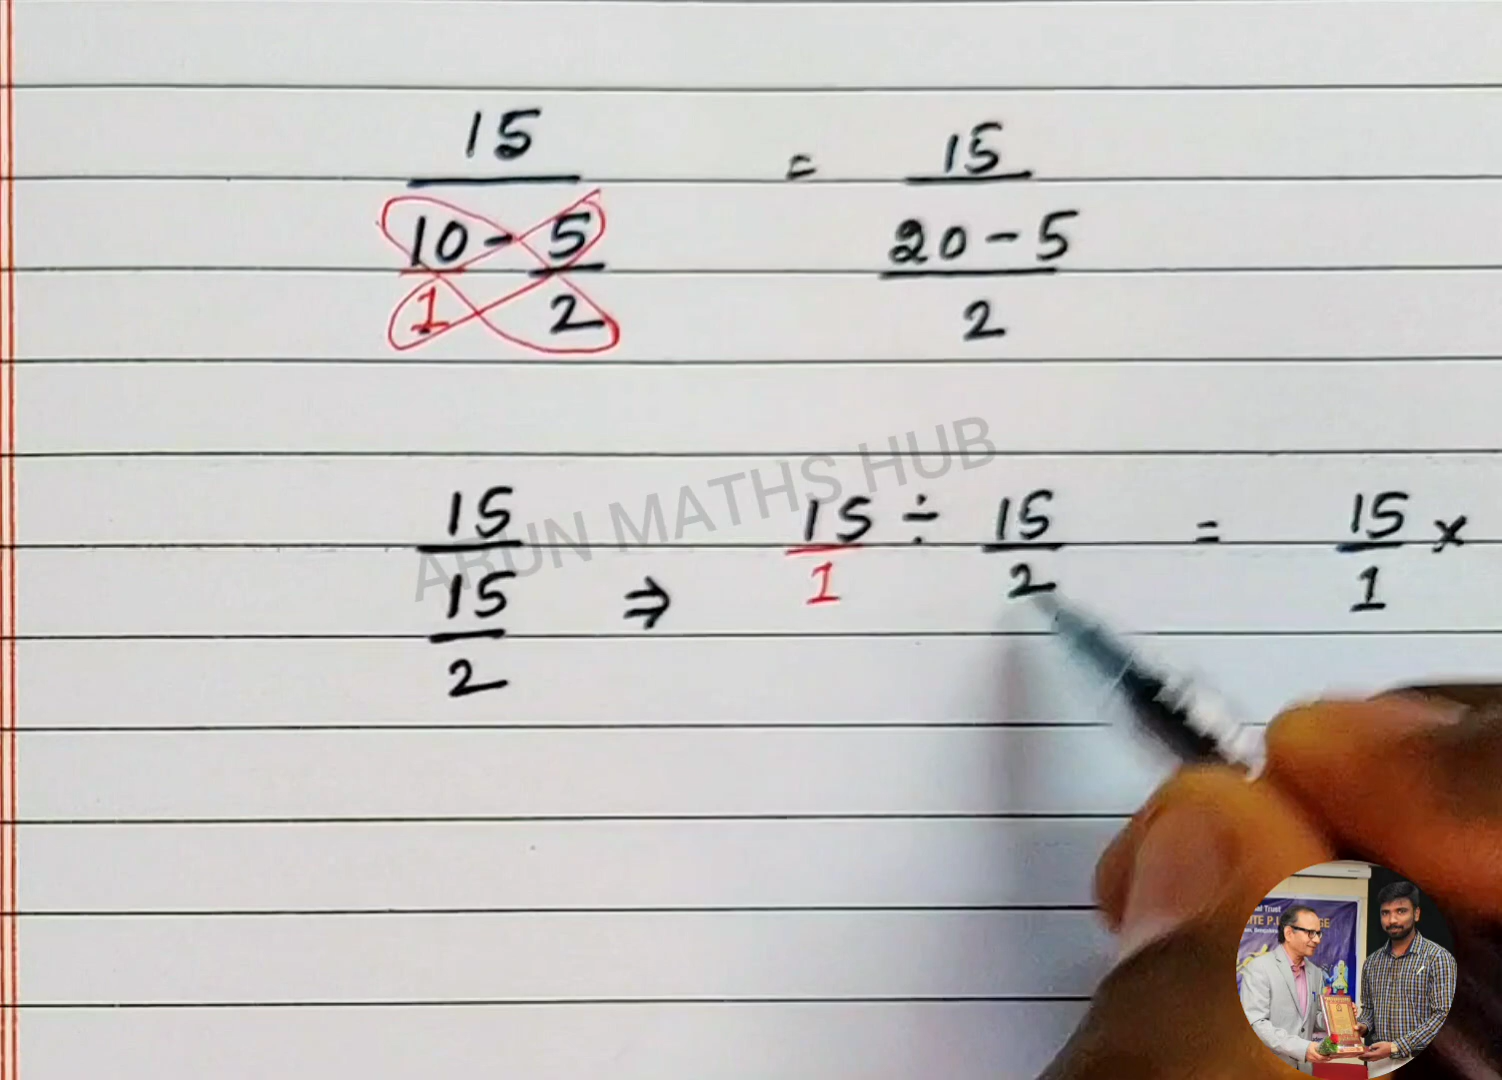 15 = 15
10 - 5 20 - 5
1 2 2
15 15 ÷ 15 = 15 ×
15 ⇒ 1 2 1
2
ARUN MATHS HUB